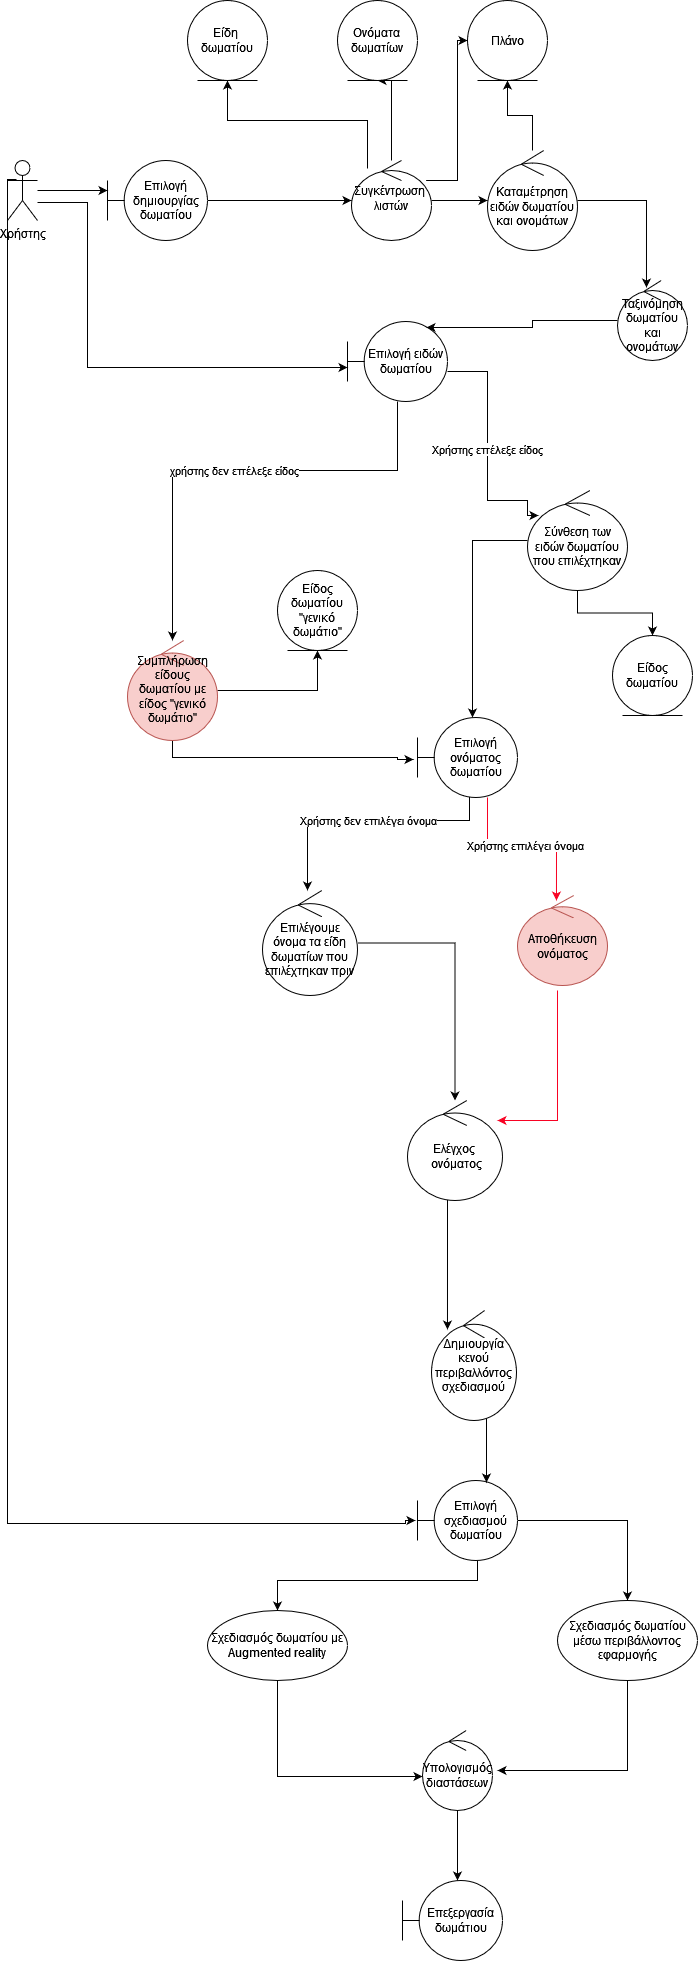 Είδη
δωματίου
Ονόματα
δωματίων
Πλάνο
Χρήστης
Επιλογή
δημιουργίας
δωματίου
Συγκέντρωση
λιστών
Καταμέτρηση
ειδών δωματίου
και ονομάτων
Ταξινόμηση
δωματίου
και
ονομάτων
Επιλογή ειδών
δωματίου
Χρήστης επέλεξε είδος
χρήστης δεν επέλεξε είδος
Σύνθεση των
ειδών δωματίου
που επιλέχτηκαν
Είδος
δωματίου
"γενικό
δωμάτιο"
Είδος
δωματίου
Συμπλήρωση
είδους
δωματίου με
είδος "γενικό
δωμάτιο"
Επιλογή
ονόματος
δωματίου
Χρήστης δεν επιλέγει όνομα
Χρήστης επιλέγει όνομα
Επιλέγουμε
όνομα τα είδη
δωματίων που
επιλέχτηκαν πριν
Αποθήκευση
ονόματος
Ελέγχος
ονόματος
Δημιουργία
κενού
περιβαλλόντος
σχεδιασμού
Επιλογή
σχεδιασμού
δωματίου
Σχεδιασμός δωματίου με
Augmented reality
Σχεδιασμός δωματίου
μέσω περιβάλλοντος
εφαρμογής
Υπολογισμός
διαστάσεων
Επεξεργασία
δωμάτιου